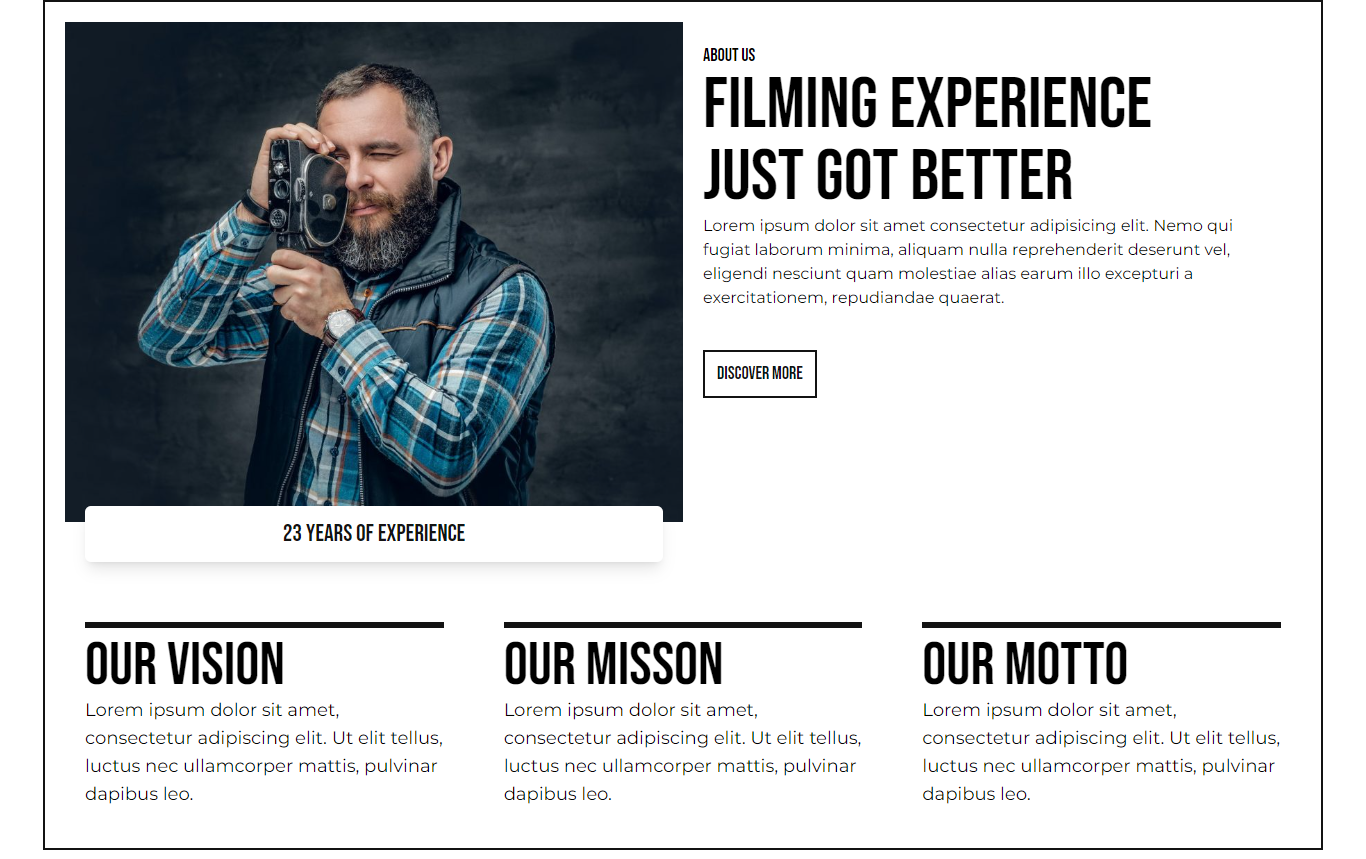 ABOUT US
FILMING EXPERIENCE
JUST GOT BETTER
Lorem ipsum dolor sit amet consectetur adipisicing elit. Nemo qui
fugiat laborum minima, aliquam nulla reprehenderit deserunt vel,
eligendi nesciunt quam molestiae alias earum illo excepturi a
exercitationem, repudiandae quaerat.
DISCOVER MORE
23 YEARS OF EXPERIENCE
OUR VISION
Lorem ipsum dolor sit amet,
consectetur adipiscing elit. Ut elit tellus,
luctus nec ullamcorper mattis, pulvinar
dapibus leo.
OUR MISSON
Lorem ipsum dolor sit amet,
consectetur adipiscing elit. Ut elit tellus,
luctus nec ullamcorper mattis, pulvinar
dapibus leo.
OUR MOTTO
Lorem ipsum dolor sit amet,
consectetur adipiscing elit. Ut elit tellus,
luctus nec ullamcorper mattis, pulvinar
dapibus leo.